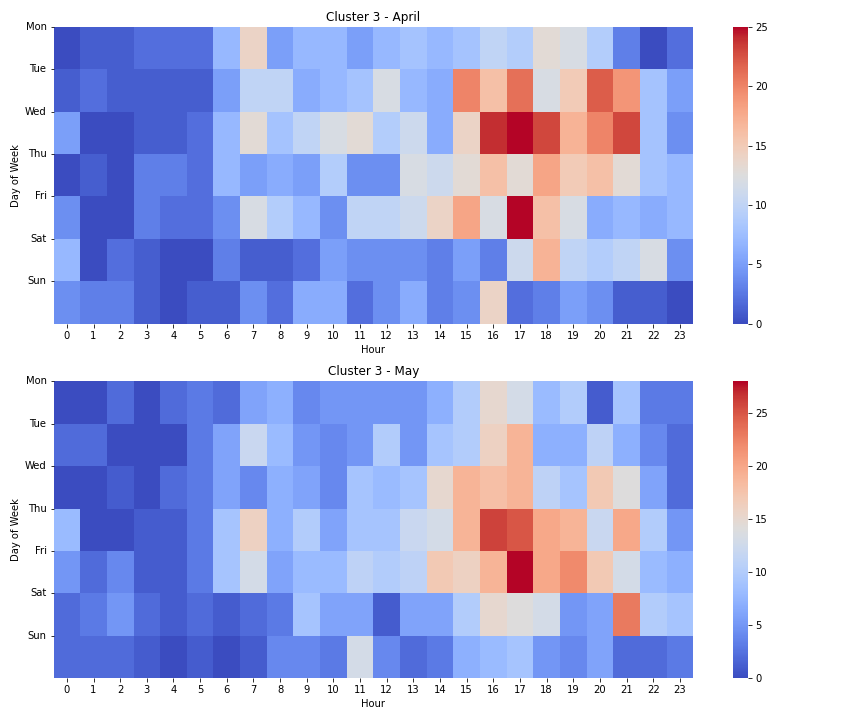 Cluster 3 - April
Mon
Tue
Wed
Thu
Fri
Sat
Sun
Day of Week
0 1 2 3 4 5 6 7 8 9 10 11 12 13 14 15 16 17 18 19 20 21 22 23
Hour
25
20
15
10
5
0
Cluster 3 - May
Mon
Tue
Wed
Thu
Fri
Sat
Sun
Day of Week
0 1 2 3 4 5 6 7 8 9 10 11 12 13 14 15 16 17 18 19 20 21 22 23
Hour
25
20
15
10
5
0